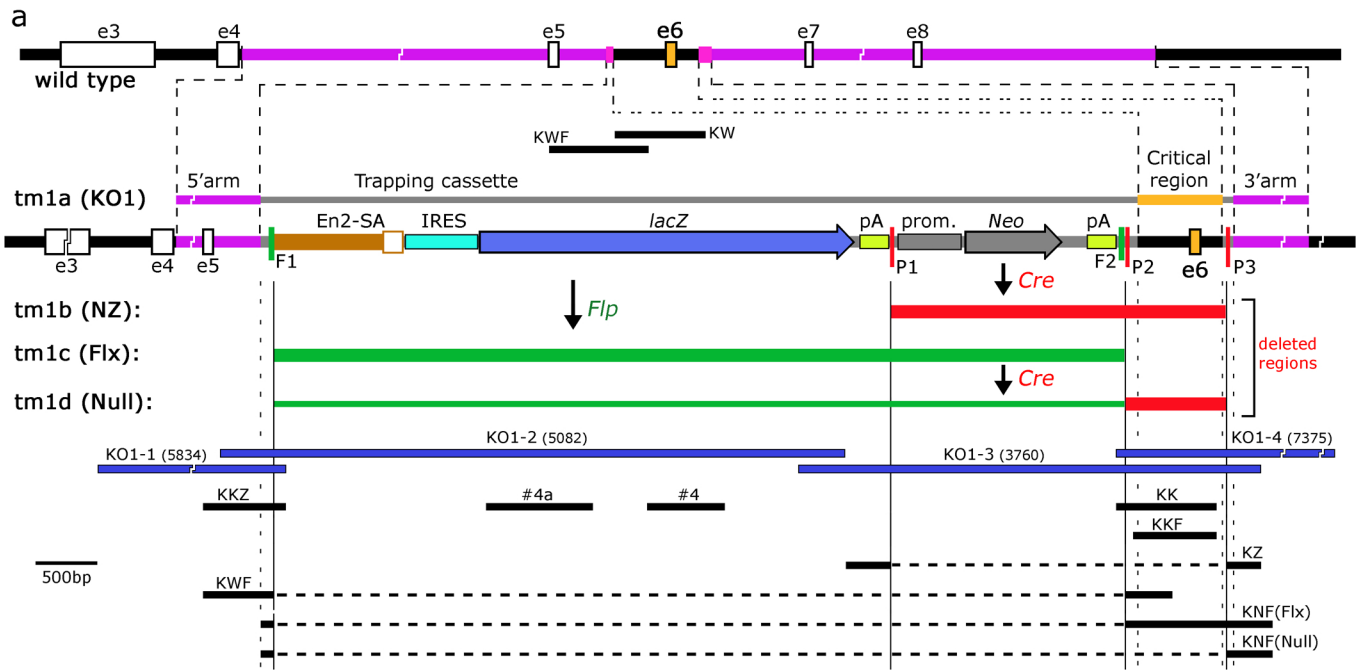 a
e3 e4 e5 e6 e7 e8
wild type
KWF KW
Critical
region
5'arm Trapping cassette 3'arm
tm1a (KO1)
En2-SA IRES lacZ pA prom. Neo pA
e3 e4 e5 F1 P1 F2 P2 e6 P3
Flp Cre
tm1b (NZ):
tm1c (Flx):
deleted
regions
Cre
tm1d (Null):
KO1-1 (5834) KO1-2 (5082) KO1-3 (3760) KO1-4 (7375)
KKZ #4a #4 KK
KKF
500bp
KZ
KWF
KNF(Flx)
KNF(Null)